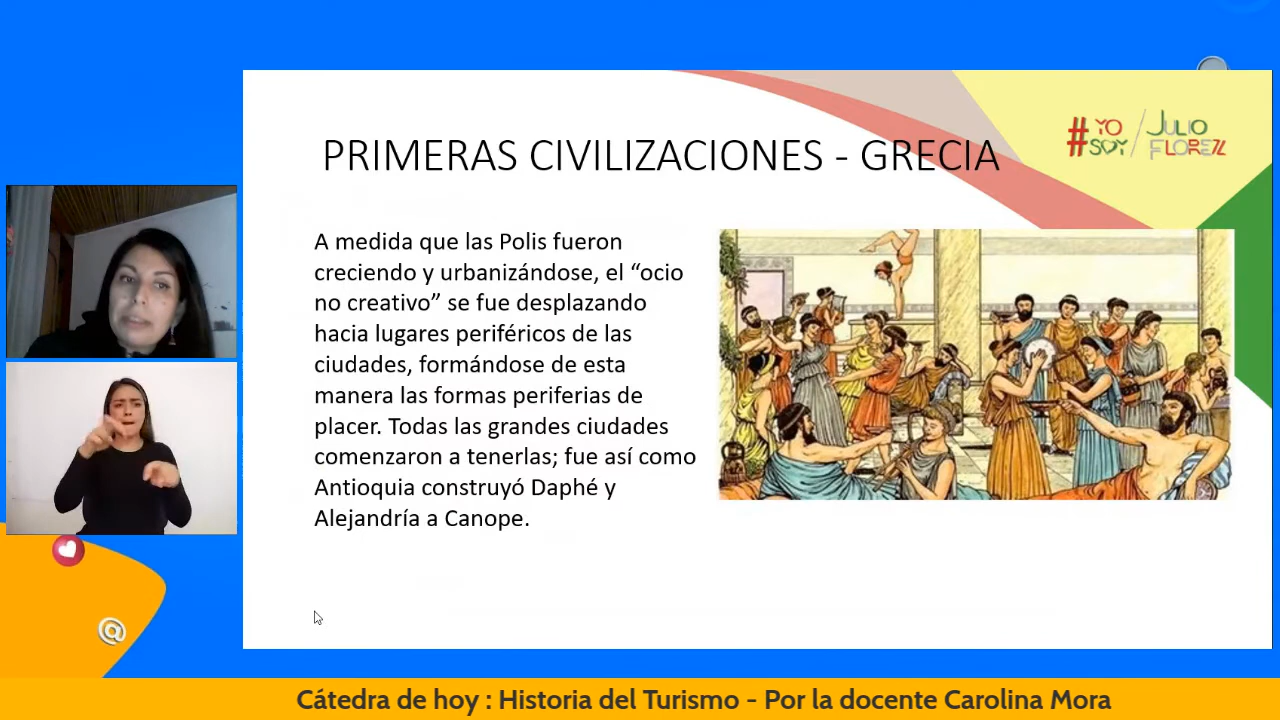 PRIMERAS CIVILIZACIONES - GRECIA
#YO SOY / JULIO FLOREZ
A medida que las Polis fueron
creciendo y urbanizándose, el “ocio
no creativo” se fue desplazando
hacia lugares periféricos de las
ciudades, formándose de esta
manera las formas periferias de
placer. Todas las grandes ciudades
comenzaron a tenerlas; fue así como
Antioquia construyó Daphé y
Alejandría a Canope.
@
Cátedra de hoy : Historia del Turismo - Por la docente Carolina Mora